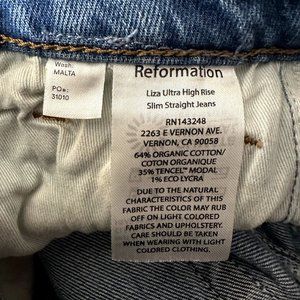 Wash:
MALTA
PO#:
31010
Reformation
Liza Ultra High Rise
Slim Straight Jeans
RN143248
2263 E VERNON AVE.
VERNON, CA 90058
64% ORGANIC COTTON/
COTON ORGANIQUE
35% TENCEL™ MODAL
1% ECO LYCRA
DUE TO THE NATURAL
CHARACTERISTICS OF THIS
FABRIC THE COLOR MAY RUB
OFF ON LIGHT COLORED
FABRICS AND UPHOLSTERY.
CARE SHOULD BE TAKEN
WHEN WEARING WITH LIGHT
COLORED CLOTHING.